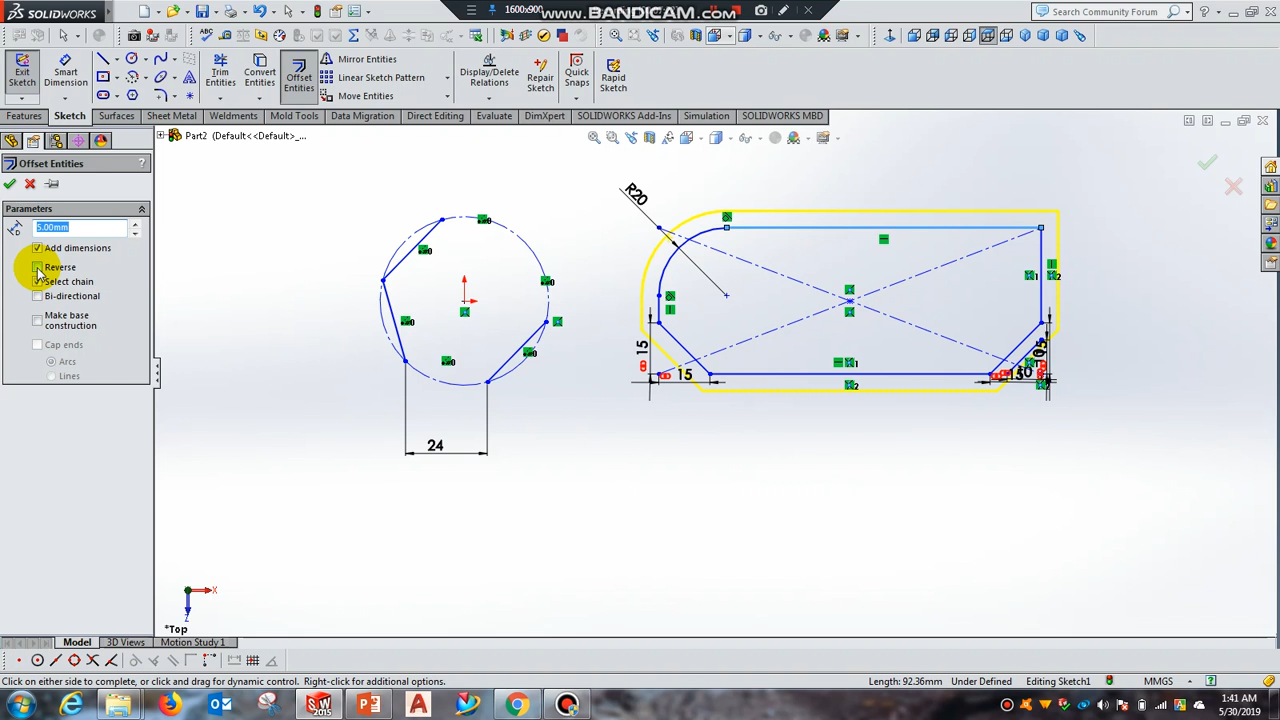 SOLIDWORKS
1600x900
www.BANDICAM.com
Search Community Forum
Exit Sketch
Smart Dimension
Trim Entities
Convert Entities
Offset Entities
Mirror Entities
Linear Sketch Pattern
Move Entities
Display/Delete Relations
Repair Sketch
Quick Snaps
Rapid Sketch
Features
Sketch
Surfaces
Sheet Metal
Weldments
Mold Tools
Data Migration
Direct Editing
Evaluate
DimXpert
SOLIDWORKS Add-Ins
Simulation
SOLIDWORKS MBD
Part2 (Default<<Default>_...
Offset Entities
?
Parameters
5.00mm
Add dimensions
Reverse
Select chain
Bi-directional
Make base construction
Cap ends
Arcs
Lines
R20
15
15
24
15
10
X
Z
*Top
Model
3D Views
Motion Study 1
Click on either side to complete, or click and drag for dynamic control. Right-click for additional options.
Length: 92.36mm
Under Defined
Editing Sketch1
MMGS
SW 2015
1:41 AM
5/30/2019